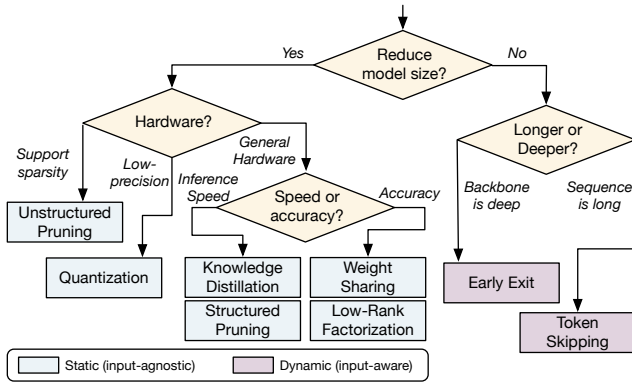 Reduce
model size?
Yes
No
Hardware?
Longer or
Deeper?
Support
sparsity
Low-
precision
General
Hardware
Inference
Speed
Speed or
accuracy?
Accuracy
Backbone
is deep
Sequence
is long
Unstructured
Pruning
Quantization
Knowledge
Distillation
Weight
Sharing
Structured
Pruning
Low-Rank
Factorization
Early Exit
Token
Skipping
Static (input-agnostic)
Dynamic (input-aware)